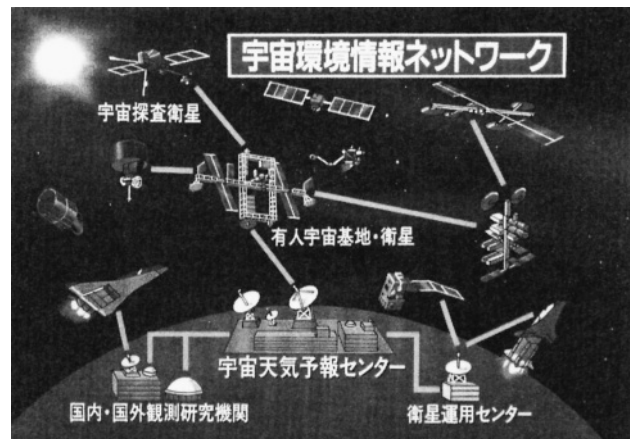 宇宙環境情報ネットワーク
宇宙探査衛星
有人宇宙基地・衛星
宇宙天気予報センター
国内・国外観測研究機関
衛星運用センター